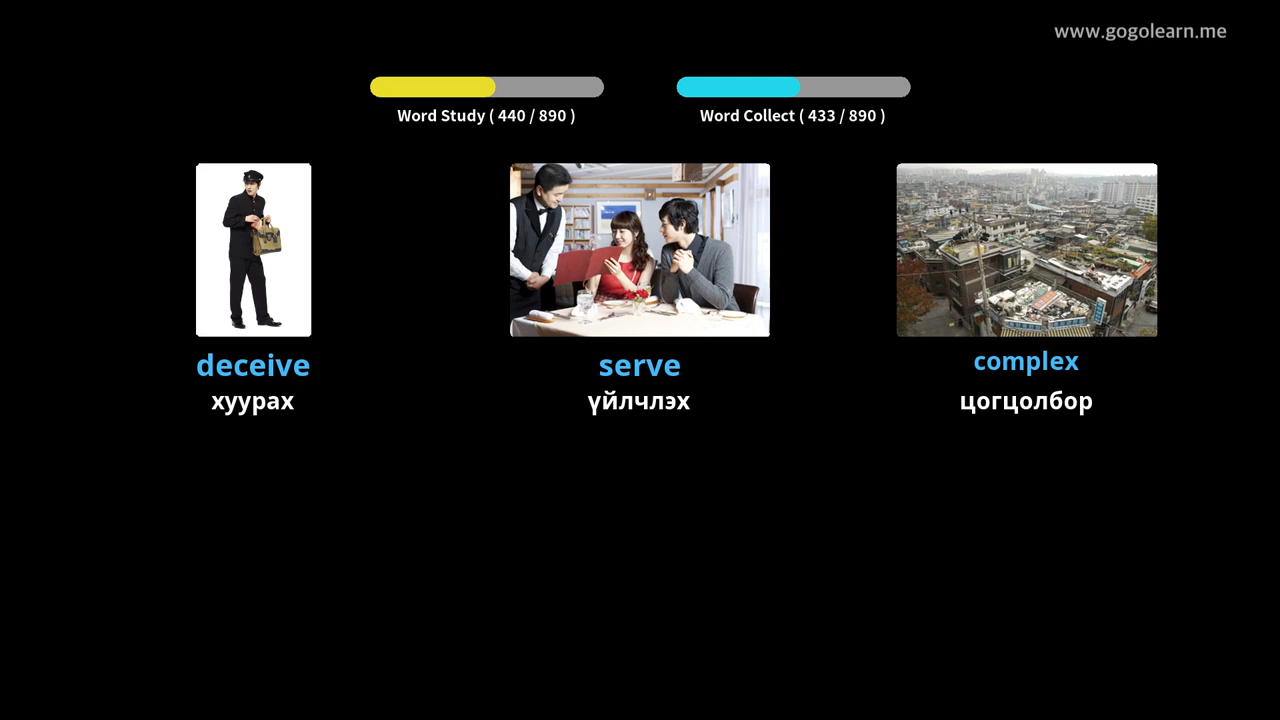 www.gogolearn.me
Word Study ( 440 / 890 )
Word Collect ( 433 / 890 )
deceive
хуурах
serve
үйлчлэх
complex
цогцолбор